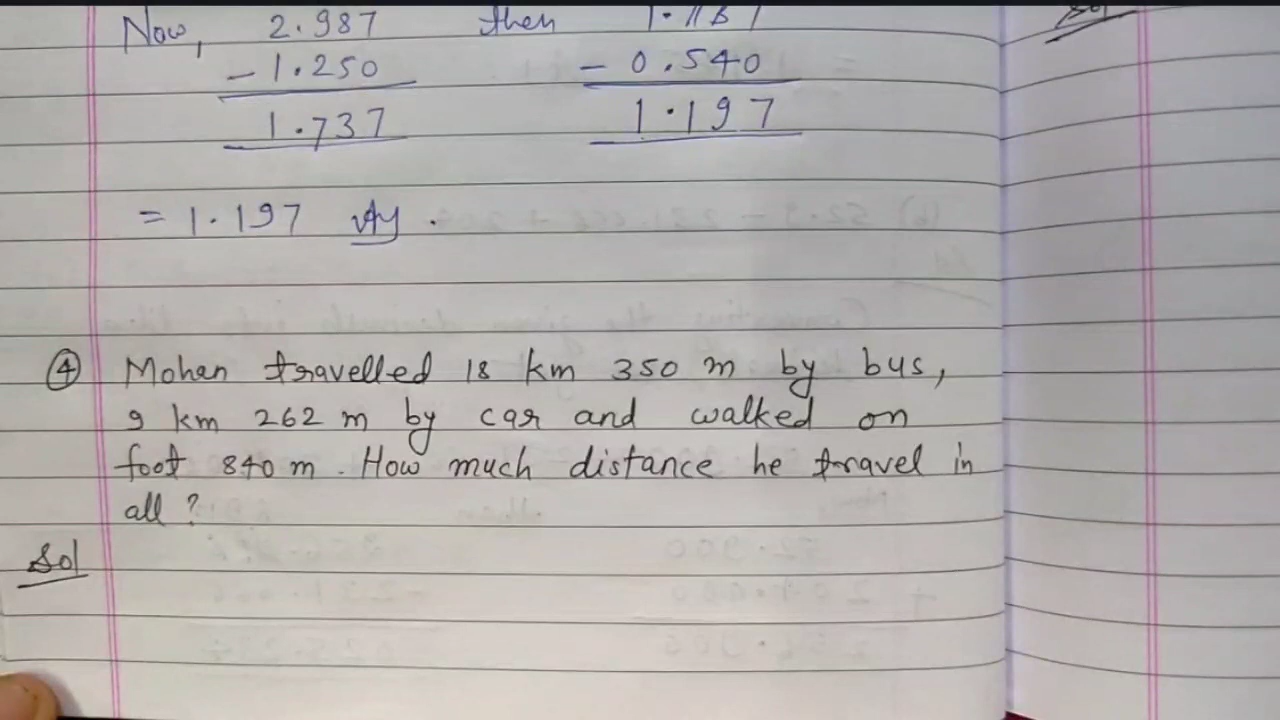 Now, 2.987 then
- 1.250 - 0.540
1.737 1.197
= 1.197
④ Mohan travelled 18 km 350 m by bus,
9 km 262 m by car and walked on
foot 840 m. How much distance he travel in
all ?
Sol